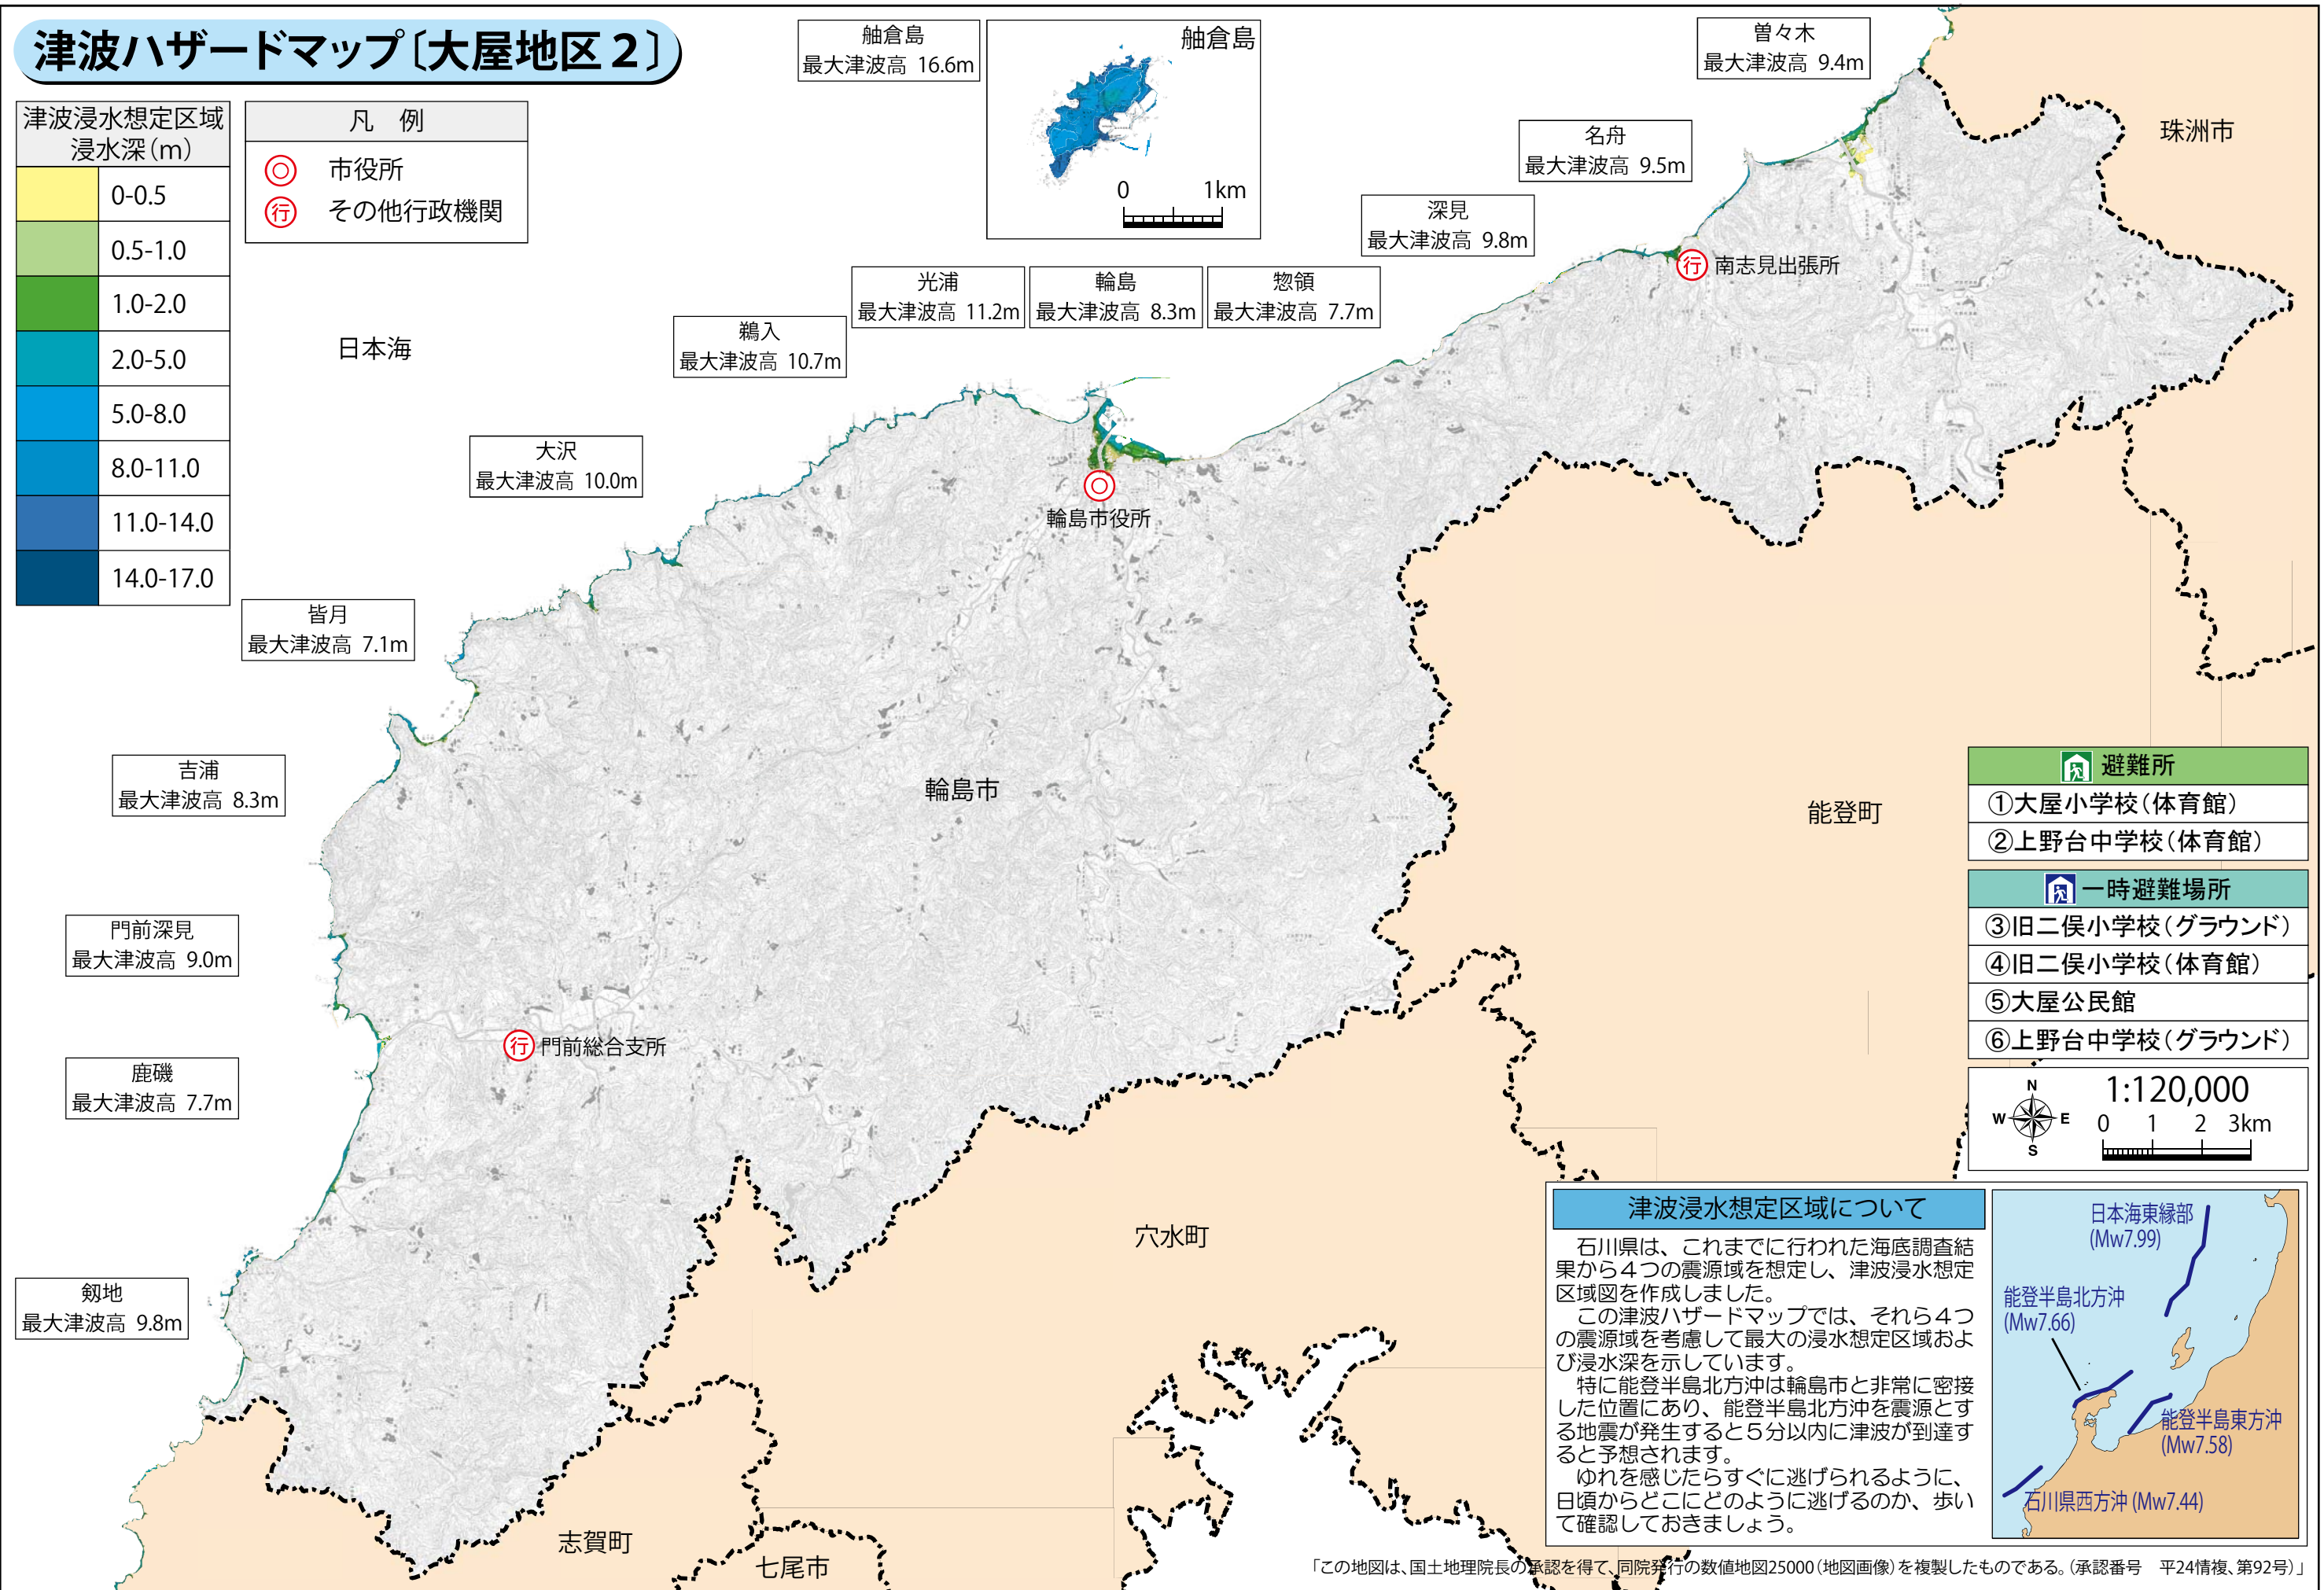 津波ハザードマップ〔大屋地区２〕
津波浸水想定区域
浸水深（m）
0-0.5
0.5-1.0
1.0-2.0
2.0-5.0
5.0-8.0
8.0-11.0
11.0-14.0
14.0-17.0
凡　例
◎ 市役所
行 その他行政機関
舳倉島
最大津波高 16.6m
舳倉島
0 1km
曽々木
最大津波高 9.4m
名舟
最大津波高 9.5m
深見
最大津波高 9.8m
光浦
最大津波高 11.2m
輪島
最大津波高 8.3m
惣領
最大津波高 7.7m
鵜入
最大津波高 10.7m
大沢
最大津波高 10.0m
皆月
最大津波高 7.1m
吉浦
最大津波高 8.3m
門前深見
最大津波高 9.0m
鹿磯
最大津波高 7.7m
剱地
最大津波高 9.8m
日本海
珠洲市
行 南志見出張所
輪島市役所
輪島市
能登町
行 門前総合支所
穴水町
志賀町
七尾市
避難所
①大屋小学校（体育館）
②上野台中学校（体育館）
一時避難場所
③旧二俣小学校（グラウンド）
④旧二俣小学校（体育館）
⑤大屋公民館
⑥上野台中学校（グラウンド）
N
W E
S
1:120,000
0 1 2 3km
津波浸水想定区域について
　石川県は、これまでに行われた海底調査結
果から４つの震源域を想定し、津波浸水想定
区域図を作成しました。
　この津波ハザードマップでは、それら４つ
の震源域を考慮して最大の浸水想定区域およ
び浸水深を示しています。
　特に能登半島北方沖は輪島市と非常に密接
した位置にあり、能登半島北方沖を震源とす
る地震が発生すると５分以内に津波が到達す
ると予想されます。
　ゆれを感じたらすぐに逃げられるように、
日頃からどこにどのように逃げるのか、歩い
て確認しておきましょう。
日本海東縁部
(Mw7.99)
能登半島北方沖
(Mw7.66)
能登半島東方沖
(Mw7.58)
石川県西方沖 (Mw7.44)
「この地図は、国土地理院長の承認を得て、同院発行の数値地図25000（地図画像）を複製したものである。（承認番号　平24情複、第92号）」